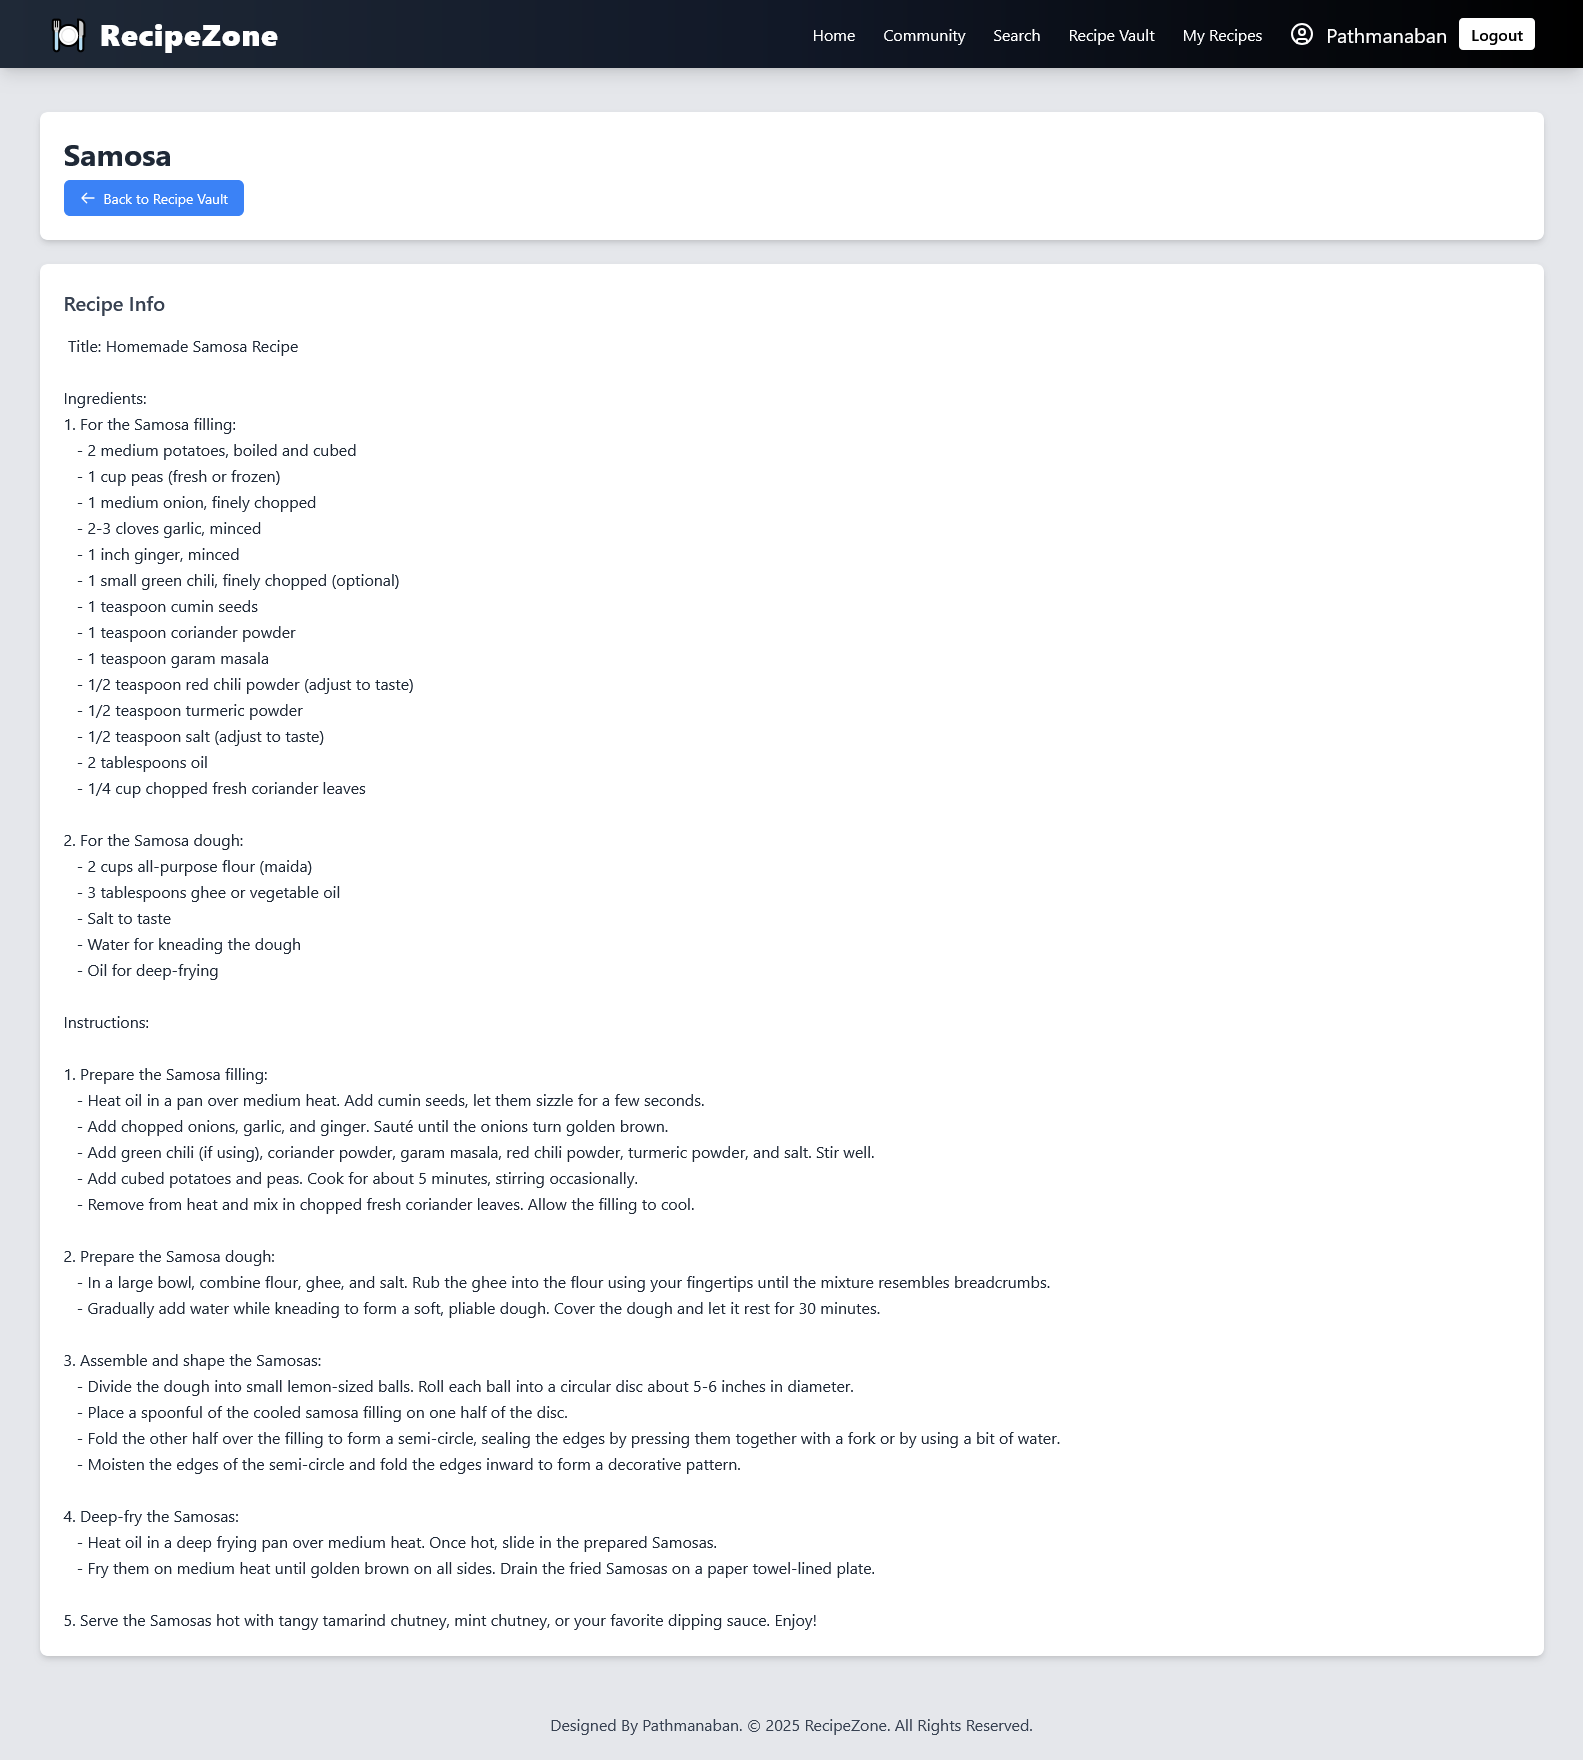 RecipeZone
Home
Community
Search
Recipe Vault
My Recipes
Pathmanaban
Logout
Samosa
← Back to Recipe Vault
Recipe Info
Title: Homemade Samosa Recipe
Ingredients:
1. For the Samosa filling:
- 2 medium potatoes, boiled and cubed
- 1 cup peas (fresh or frozen)
- 1 medium onion, finely chopped
- 2-3 cloves garlic, minced
- 1 inch ginger, minced
- 1 small green chili, finely chopped (optional)
- 1 teaspoon cumin seeds
- 1 teaspoon coriander powder
- 1 teaspoon garam masala
- 1/2 teaspoon red chili powder (adjust to taste)
- 1/2 teaspoon turmeric powder
- 1/2 teaspoon salt (adjust to taste)
- 2 tablespoons oil
- 1/4 cup chopped fresh coriander leaves
2. For the Samosa dough:
- 2 cups all-purpose flour (maida)
- 3 tablespoons ghee or vegetable oil
- Salt to taste
- Water for kneading the dough
- Oil for deep-frying
Instructions:
1. Prepare the Samosa filling:
- Heat oil in a pan over medium heat. Add cumin seeds, let them sizzle for a few seconds.
- Add chopped onions, garlic, and ginger. Sauté until the onions turn golden brown.
- Add green chili (if using), coriander powder, garam masala, red chili powder, turmeric powder, and salt. Stir well.
- Add cubed potatoes and peas. Cook for about 5 minutes, stirring occasionally.
- Remove from heat and mix in chopped fresh coriander leaves. Allow the filling to cool.
2. Prepare the Samosa dough:
- In a large bowl, combine flour, ghee, and salt. Rub the ghee into the flour using your fingertips until the mixture resembles breadcrumbs.
- Gradually add water while kneading to form a soft, pliable dough. Cover the dough and let it rest for 30 minutes.
3. Assemble and shape the Samosas:
- Divide the dough into small lemon-sized balls. Roll each ball into a circular disc about 5-6 inches in diameter.
- Place a spoonful of the cooled samosa filling on one half of the disc.
- Fold the other half over the filling to form a semi-circle, sealing the edges by pressing them together with a fork or by using a bit of water.
- Moisten the edges of the semi-circle and fold the edges inward to form a decorative pattern.
4. Deep-fry the Samosas:
- Heat oil in a deep frying pan over medium heat. Once hot, slide in the prepared Samosas.
- Fry them on medium heat until golden brown on all sides. Drain the fried Samosas on a paper towel-lined plate.
5. Serve the Samosas hot with tangy tamarind chutney, mint chutney, or your favorite dipping sauce. Enjoy!
Designed By Pathmanaban. © 2025 RecipeZone. All Rights Reserved.